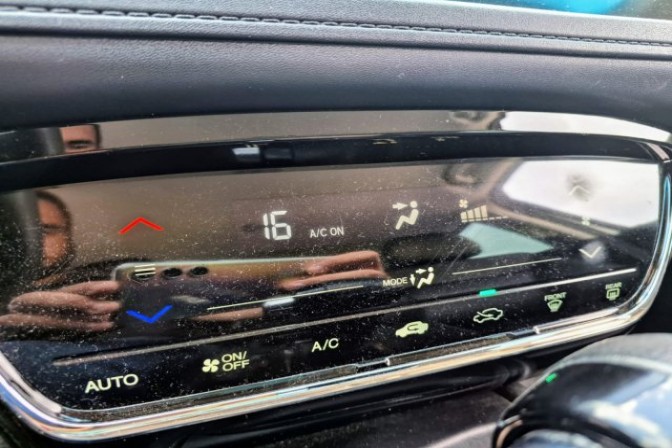 16 A/C ON
MODE
FRONT
REAR
ON/
OFF
A/C
AUTO